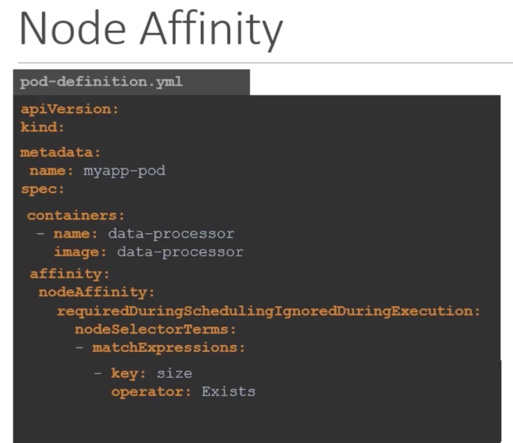 Node Affinity
pod-definition.yml
apiVersion:
kind:
metadata:
 name: myapp-pod
spec:
 containers:
  - name: data-processor
    image: data-processor
 affinity:
  nodeAffinity:
    requiredDuringSchedulingIgnoredDuringExecution:
      nodeSelectorTerms:
      - matchExpressions:
        - key: size
          operator: Exists